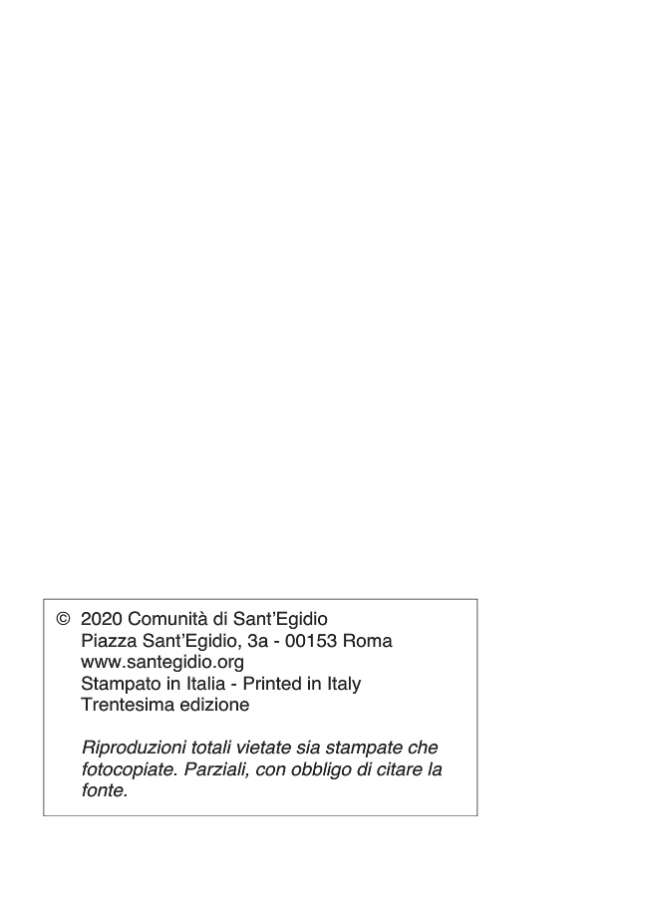 © 2020 Comunità di Sant'Egidio
Piazza Sant'Egidio, 3a - 00153 Roma
www.santegidio.org
Stampato in Italia - Printed in Italy
Trentesima edizione
Riproduzioni totali vietate sia stampate che
fotocopiate. Parziali, con obbligo di citare la
fonte.